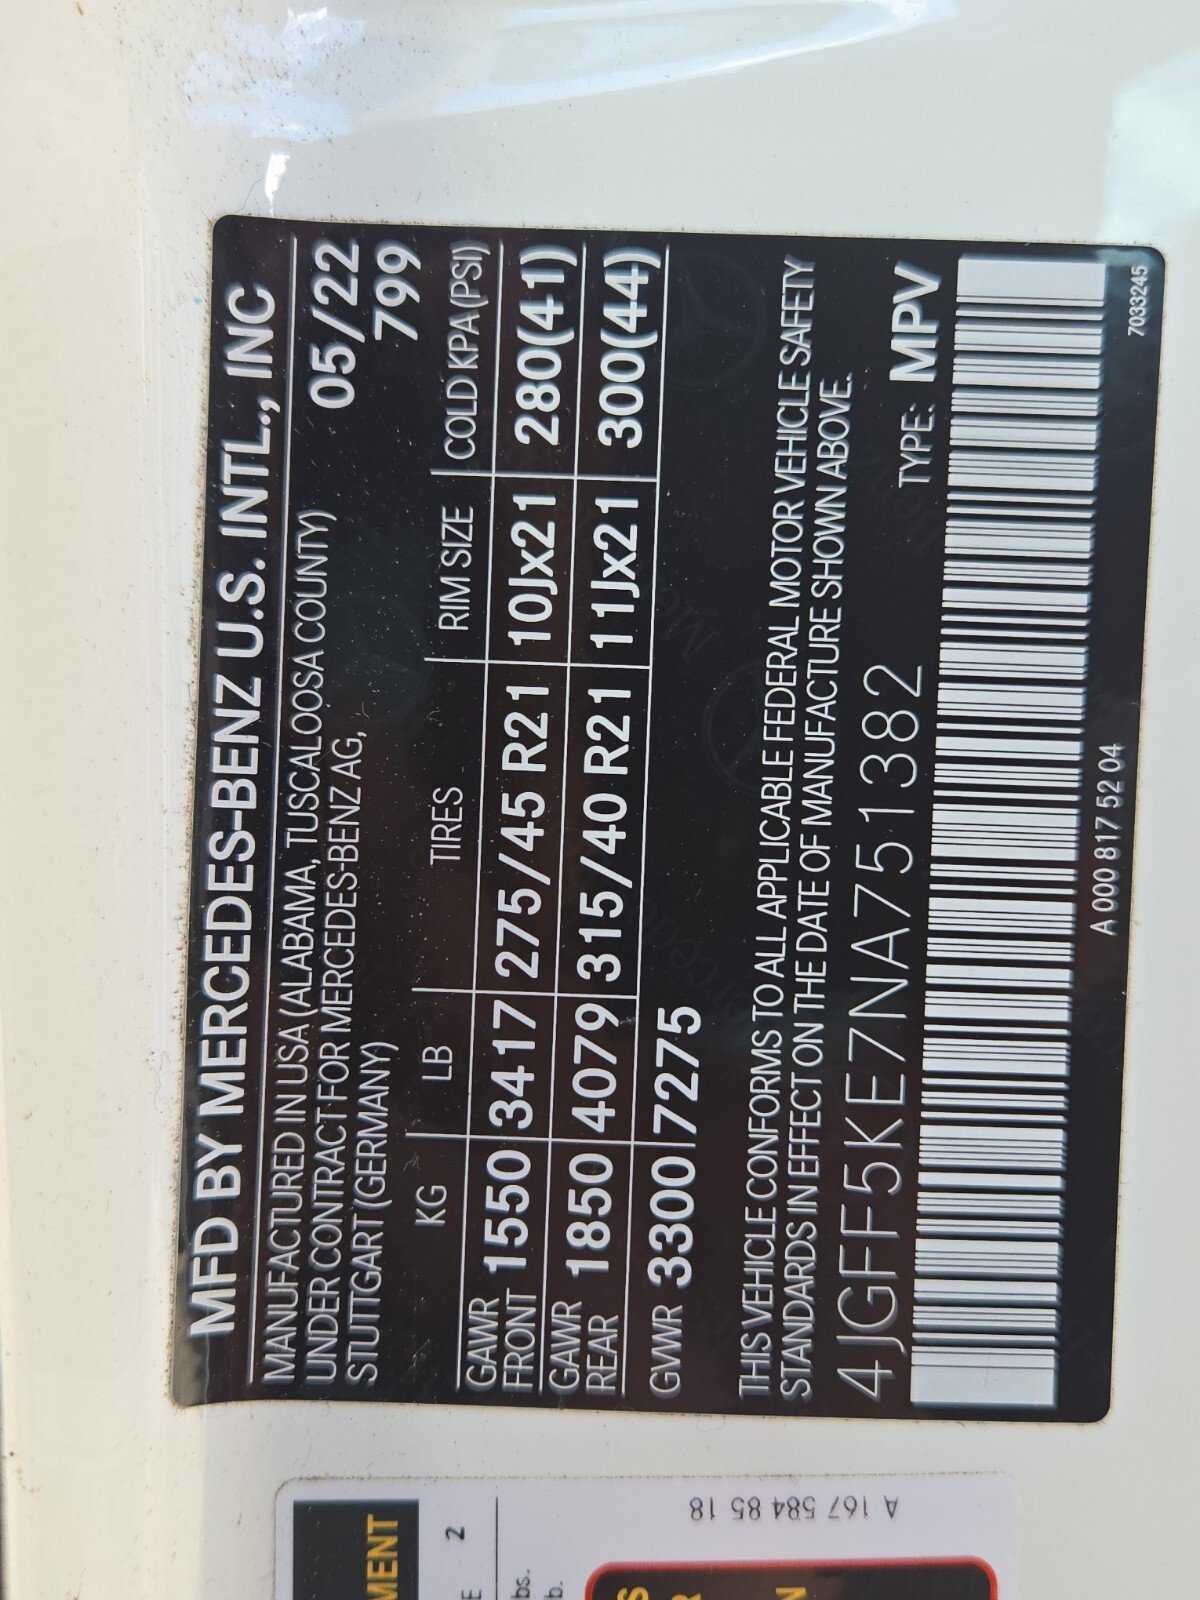 MFD BY MERCEDES-BENZ U.S. INTL., INC
MANUFACTURED IN USA (ALABAMA, TUSCALOOSA COUNTY) 05/22
UNDER CONTRACT FOR MERCEDES-BENZ AG, 799
STUTTGART (GERMANY)
KG LB TIRES RIM SIZE COLD KPA (PSI)
GAWR
FRONT 1550 3417 275/45 R21 10Jx21 280(41)
GAWR
REAR 1850 4079 315/40 R21 11Jx21 300(44)
GVWR 3300 7275
THIS VEHICLE CONFORMS TO ALL APPLICABLE FEDERAL MOTOR VEHICLE SAFETY
STANDARDS IN EFFECT ON THE DATE OF MANUFACTURE SHOWN ABOVE.
4JGFF5KE7NA751382 TYPE: MPV
A 000 817 52 04 7033245
A 167 584 85 18
MENT
E 2
bs.
b.
S
R
N